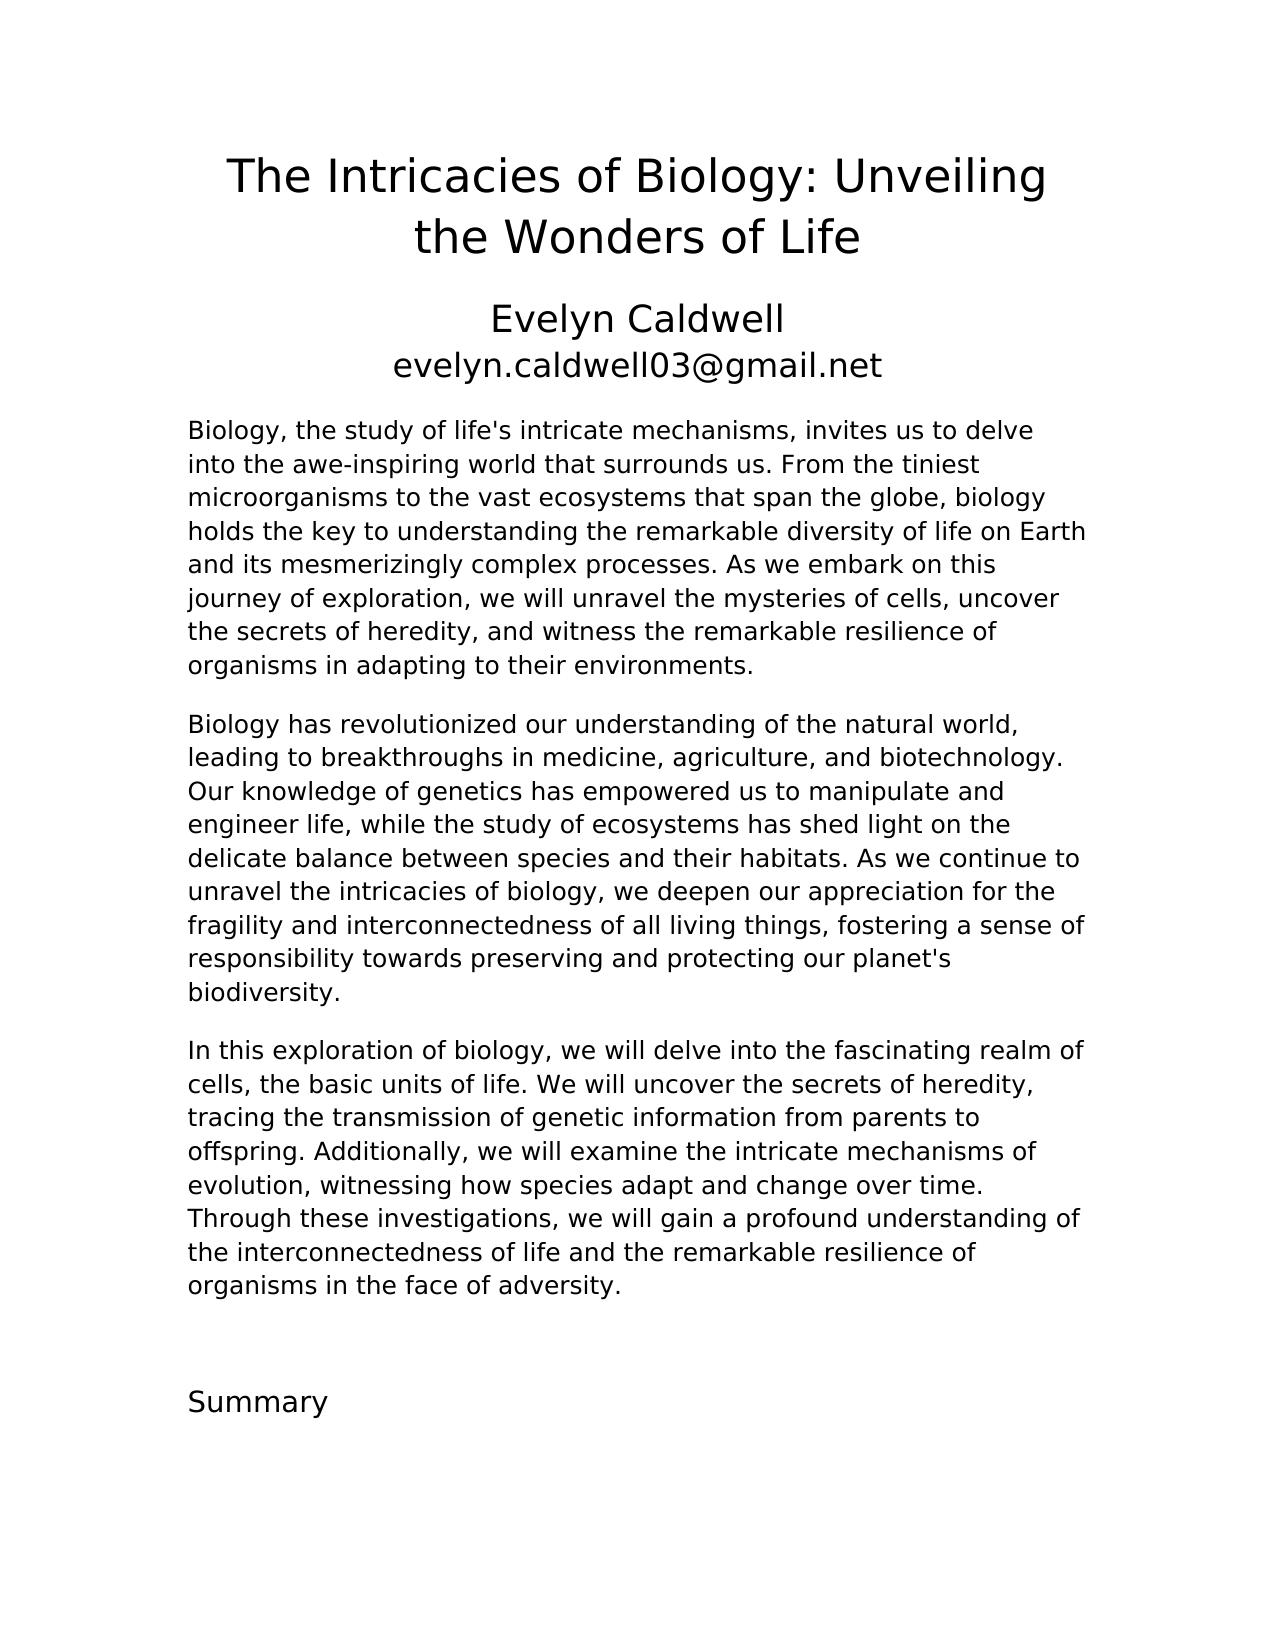 The Intricacies of Biology: Unveiling
the Wonders of Life
Evelyn Caldwell
evelyn.caldwell03@gmail.net
Biology, the study of life's intricate mechanisms, invites us to delve
into the awe-inspiring world that surrounds us. From the tiniest
microorganisms to the vast ecosystems that span the globe, biology
holds the key to understanding the remarkable diversity of life on Earth
and its mesmerizingly complex processes. As we embark on this
journey of exploration, we will unravel the mysteries of cells, uncover
the secrets of heredity, and witness the remarkable resilience of
organisms in adapting to their environments.
Biology has revolutionized our understanding of the natural world,
leading to breakthroughs in medicine, agriculture, and biotechnology.
Our knowledge of genetics has empowered us to manipulate and
engineer life, while the study of ecosystems has shed light on the
delicate balance between species and their habitats. As we continue to
unravel the intricacies of biology, we deepen our appreciation for the
fragility and interconnectedness of all living things, fostering a sense of
responsibility towards preserving and protecting our planet's
biodiversity.
In this exploration of biology, we will delve into the fascinating realm of
cells, the basic units of life. We will uncover the secrets of heredity,
tracing the transmission of genetic information from parents to
offspring. Additionally, we will examine the intricate mechanisms of
evolution, witnessing how species adapt and change over time.
Through these investigations, we will gain a profound understanding of
the interconnectedness of life and the remarkable resilience of
organisms in the face of adversity.
Summary